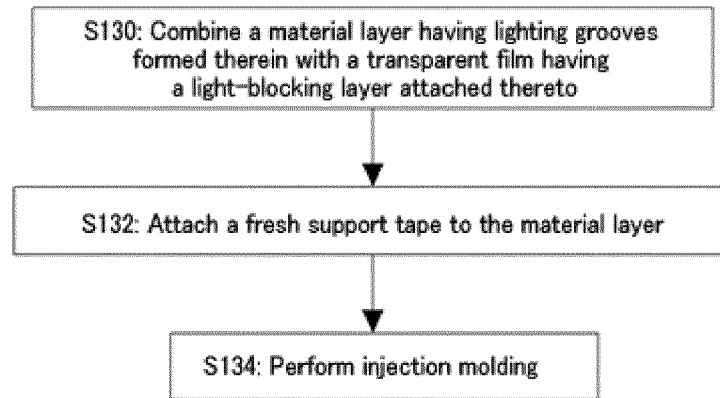 S130: Combine a material layer having lighting grooves
formed therein with a transparent film having
a light-blocking layer attached thereto
S132: Attach a fresh support tape to the material layer
S134: Perform injection molding